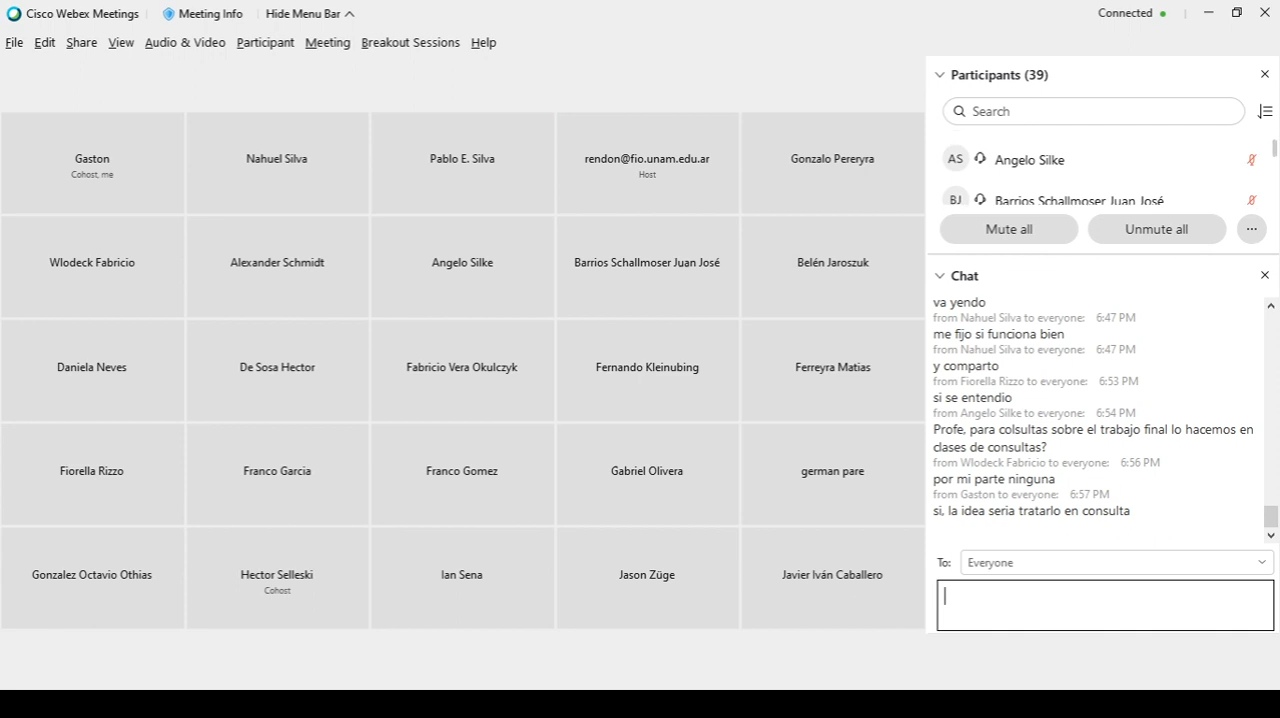 Cisco Webex Meetings Meeting Info Hide Menu Bar Connected
File Edit Share View Audio & Video Participant Meeting Breakout Sessions Help
Gaston
Cohost, me
Nahuel Silva
Pablo E. Silva
rendon@fio.unam.edu.ar
Host
Gonzalo Pereryra
Wlodeck Fabricio
Alexander Schmidt
Angelo Silke
Barrios Schallmoser Juan José
Belén Jaroszuk
Daniela Neves
De Sosa Hector
Fabricio Vera Okulczyk
Fernando Kleinubing
Ferreyra Matias
Fiorella Rizzo
Franco Garcia
Franco Gomez
Gabriel Olivera
german pare
Gonzalez Octavio Othias
Hector Selleski
Cohost
Ian Sena
Jason Züge
Javier Iván Caballero
Participants (39)
Search
AS Angelo Silke
BJ Barrios Schallmoser Juan José
Mute all Unmute all ...
Chat
va yendo
from Nahuel Silva to everyone: 6:47 PM
me fijo si funciona bien
from Nahuel Silva to everyone: 6:47 PM
y comparto
from Fiorella Rizzo to everyone: 6:53 PM
si se entendio
from Angelo Silke to everyone: 6:54 PM
Profe, para colsultas sobre el trabajo final lo hacemos en
clases de consultas?
from Wlodeck Fabricio to everyone: 6:56 PM
por mi parte ninguna
from Gaston to everyone: 6:57 PM
si, la idea seria tratarlo en consulta
To: Everyone